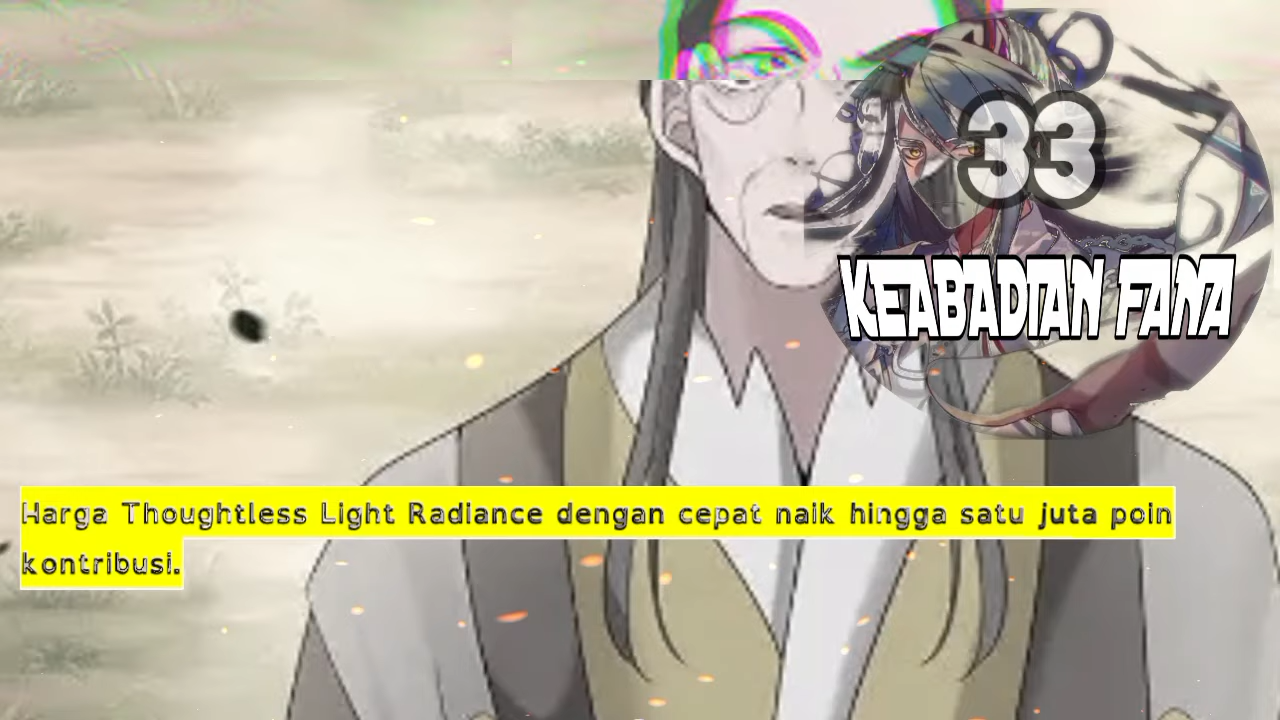 33
KEABADIAN FANA
Harga Thoughtless Light Radiance dengan cepat naik hingga satu juta poin
kontribusi.